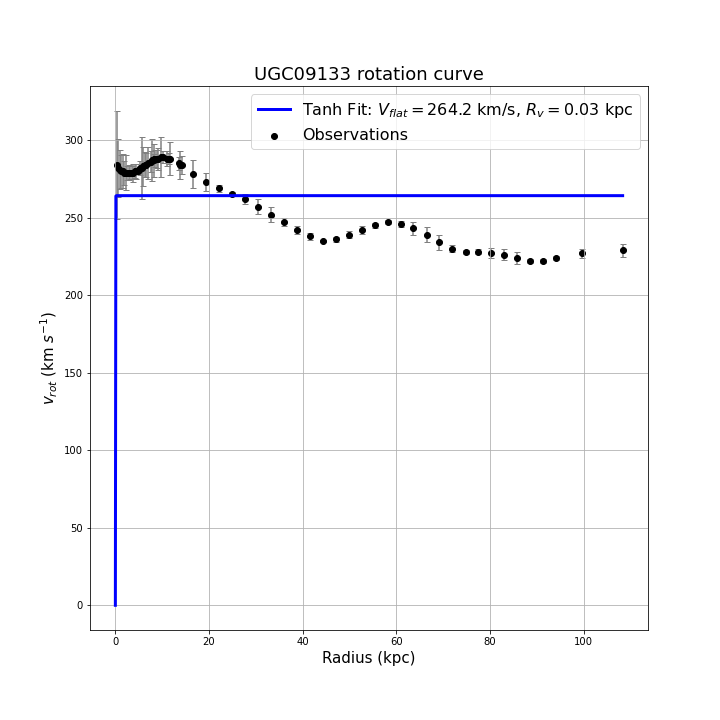 UGC09133 rotation curve
Tanh Fit: $V_{flat} = 264.2$ km/s, $R_v = 0.03$ kpc
Observations
300
250
200
150
100
50
0
$v_{rot}$ (km $s^{-1}$)
0 20 40 60 80 100
Radius (kpc)